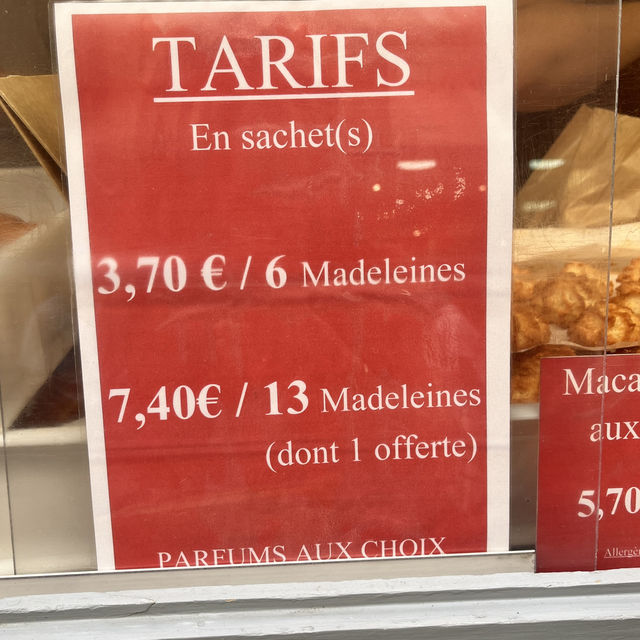 TARIFS
En sachet(s)
3,70 € / 6 Madeleines
7,40€ / 13 Madeleines
(dont 1 offerte)
PARFUMS AUX CHOIX
Maca
aux
5,70
Allergè